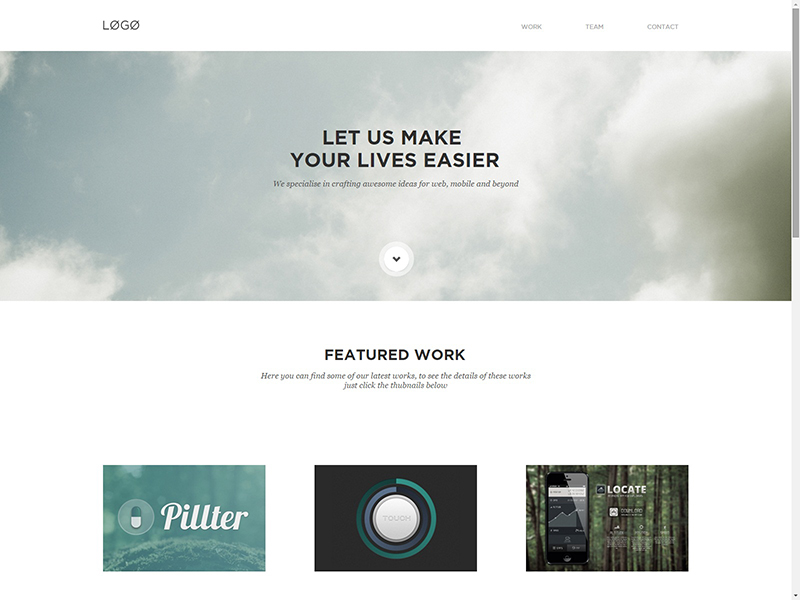 LØGØ
WORK TEAM CONTACT
LET US MAKE
YOUR LIVES EASIER
We specialise in crafting awesome ideas for web, mobile and beyond
FEATURED WORK
Here you can find some of our latest works, to see the details of these works
just click the thubnails below
Pillter
TOUCH
LOCATE